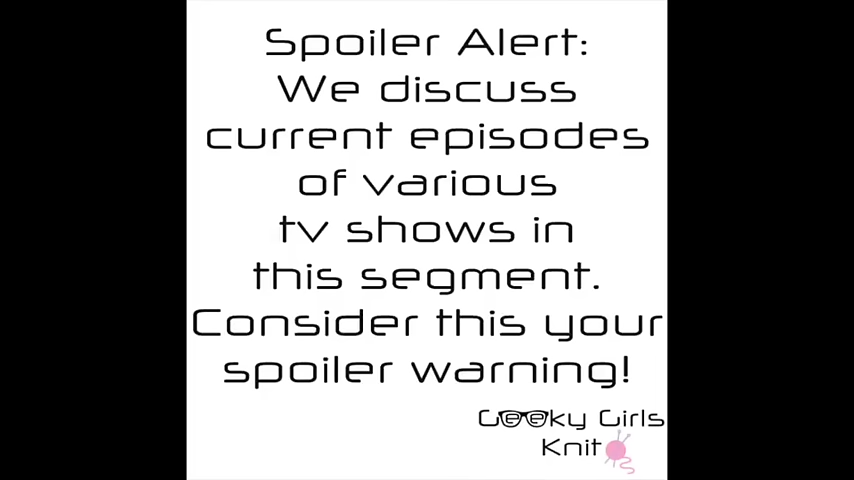 Spoiler Alert:
We discuss
current episodes
of various
tv shows in
this segment.
Consider this your
spoiler warning!
Geeky Girls
Knit